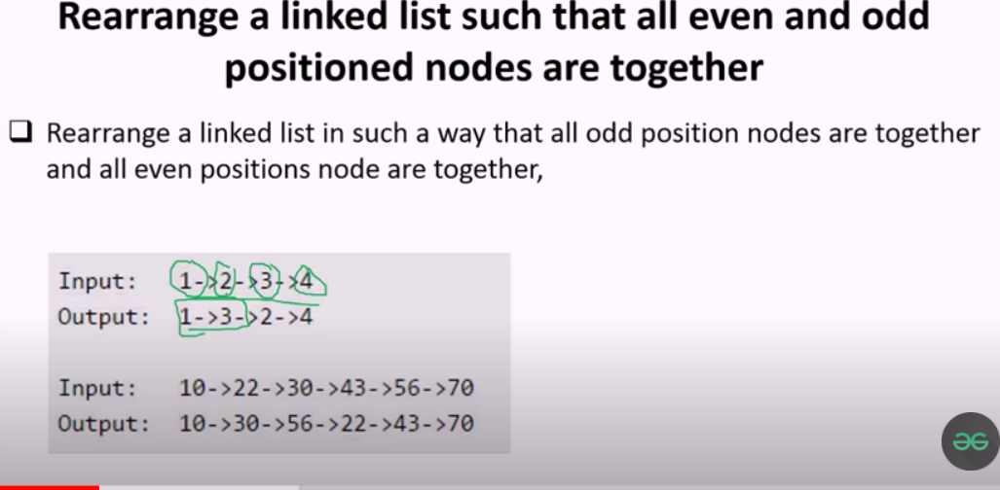 Rearrange a linked list such that all even and odd
positioned nodes are together
Rearrange a linked list in such a way that all odd position nodes are together
and all even positions node are together,
Input: 1->2->3->4
Output: 1->3->2->4
Input: 10->22->30->43->56->70
Output: 10->30->56->22->43->70